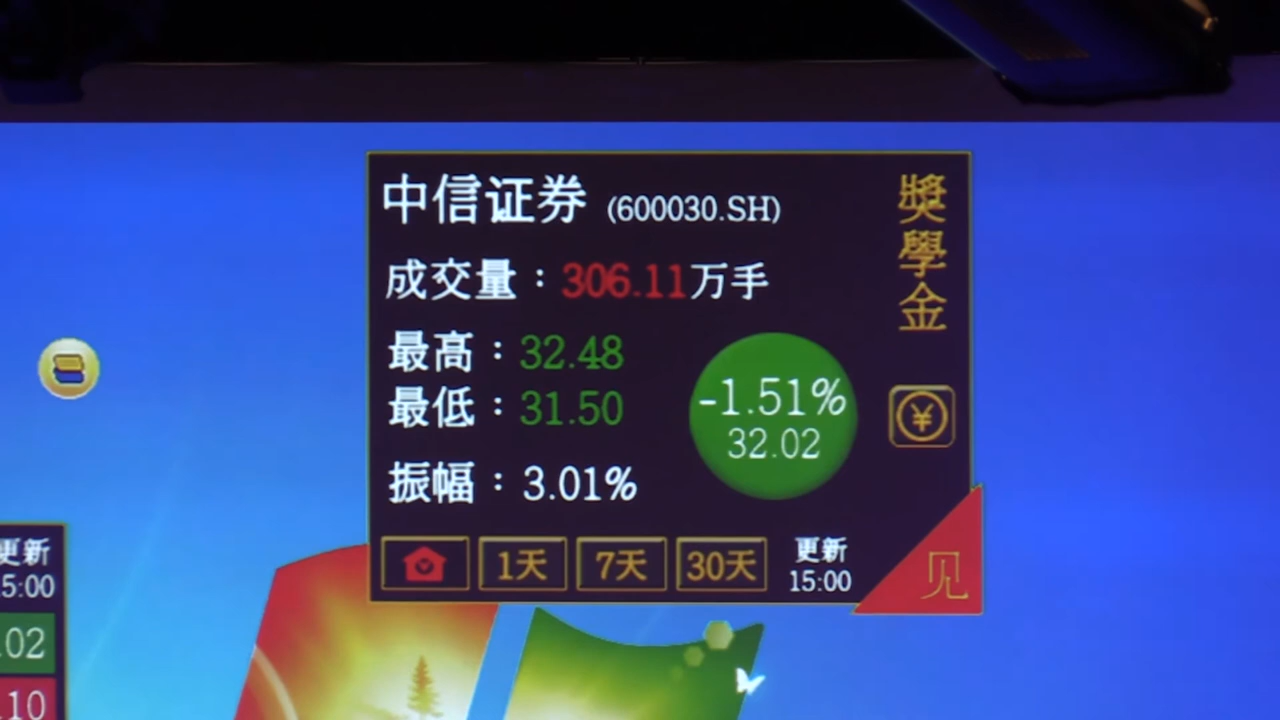 中信证券 (600030.SH)
成交量：306.11万手
最高：32.48
最低：31.50
振幅：3.01%
-1.51%
32.02
獎學金
¥
1天
7天
30天
更新
15:00
见
更新
5:00
.02
.10